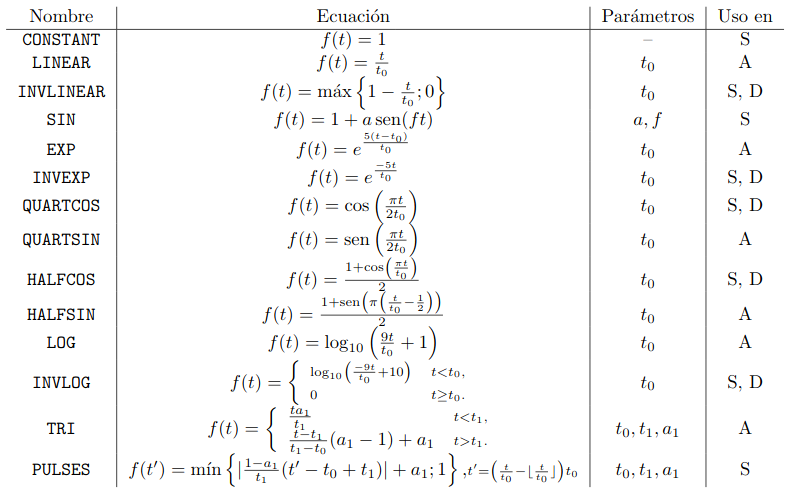 Nombre Ecuación Parámetros Uso en
CONSTANT f(t) = 1 – S
LINEAR f(t) = t/t₀ t₀ A
INVLINEAR f(t) = máx {1 − t/t₀; 0} t₀ S, D
SIN f(t) = 1 + a sen(ft) a, f S
EXP f(t) = e^(5(t−t₀)/t₀) t₀ A
INVEXP f(t) = e^(−5t/t₀) t₀ S, D
QUARTCOS f(t) = cos (πt/2t₀) t₀ S, D
QUARTSIN f(t) = sen (πt/2t₀) t₀ A
HALFCOS f(t) = (1+cos(πt/t₀))/2 t₀ S, D
HALFSIN f(t) = (1+sen(π(t/t₀−1/2)))/2 t₀ A
LOG f(t) = log₁₀ (9t/t₀ + 1) t₀ A
INVLOG f(t) = { log₁₀(−9t/t₀+10) t<t₀, t₀ S, D
0 t≥t₀.
TRI f(t) = { ta₁/t₁ t<t₁, t₀, t₁, a₁ A
(t−t₁)/(t₁−t₀)(a₁ − 1) + a₁ t>t₁.
PULSES f(t′) = mín {|(1−a₁)/t₁(t′ − t₀ + t₁)| + a₁; 1} ,t′=(t/t₀−⌊t/t₀⌋)t₀ t₀, t₁, a₁ S